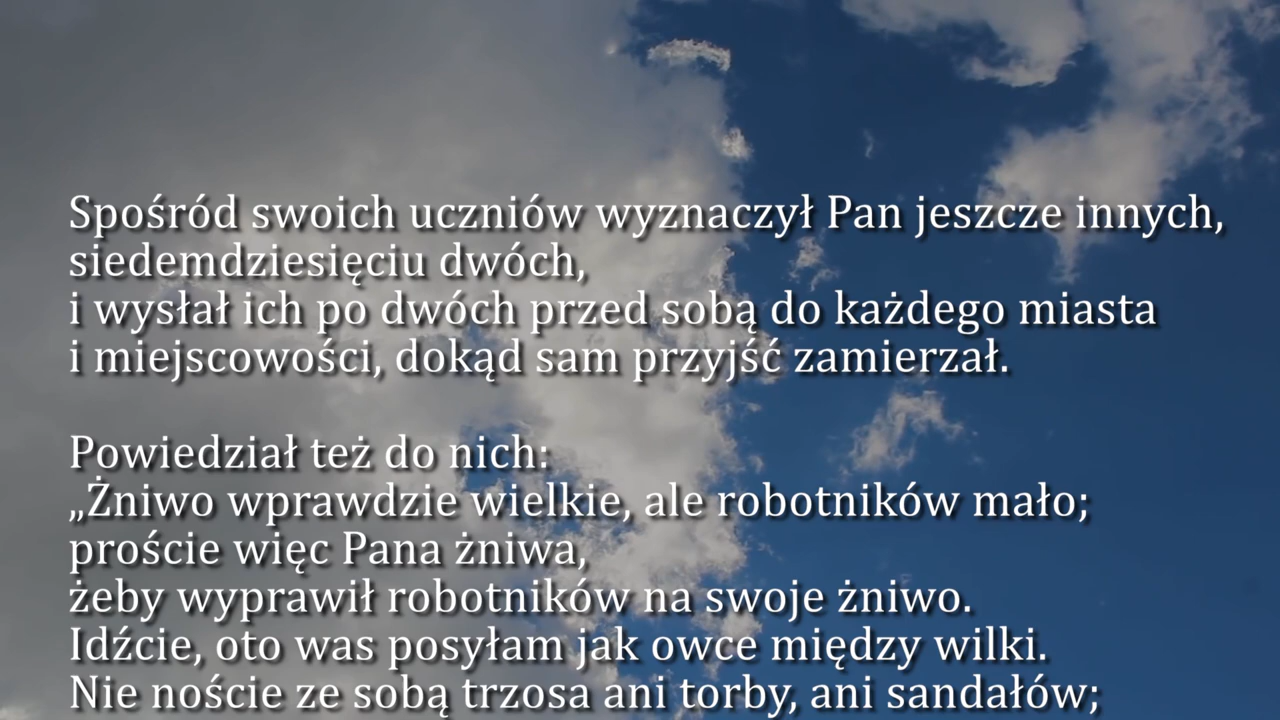 Spośród swoich uczniów wyznaczył Pan jeszcze innych,
siedemdziesięciu dwóch,
i wysłał ich po dwóch przed sobą do każdego miasta
i miejscowości, dokąd sam przyjść zamierzał.
Powiedział też do nich:
„Żniwo wprawdzie wielkie, ale robotników mało;
proście więc Pana żniwa,
żeby wyprawił robotników na swoje żniwo.
Idźcie, oto was posyłam jak owce między wilki.
Nie noście ze sobą trzosa ani torby, ani sandałów;